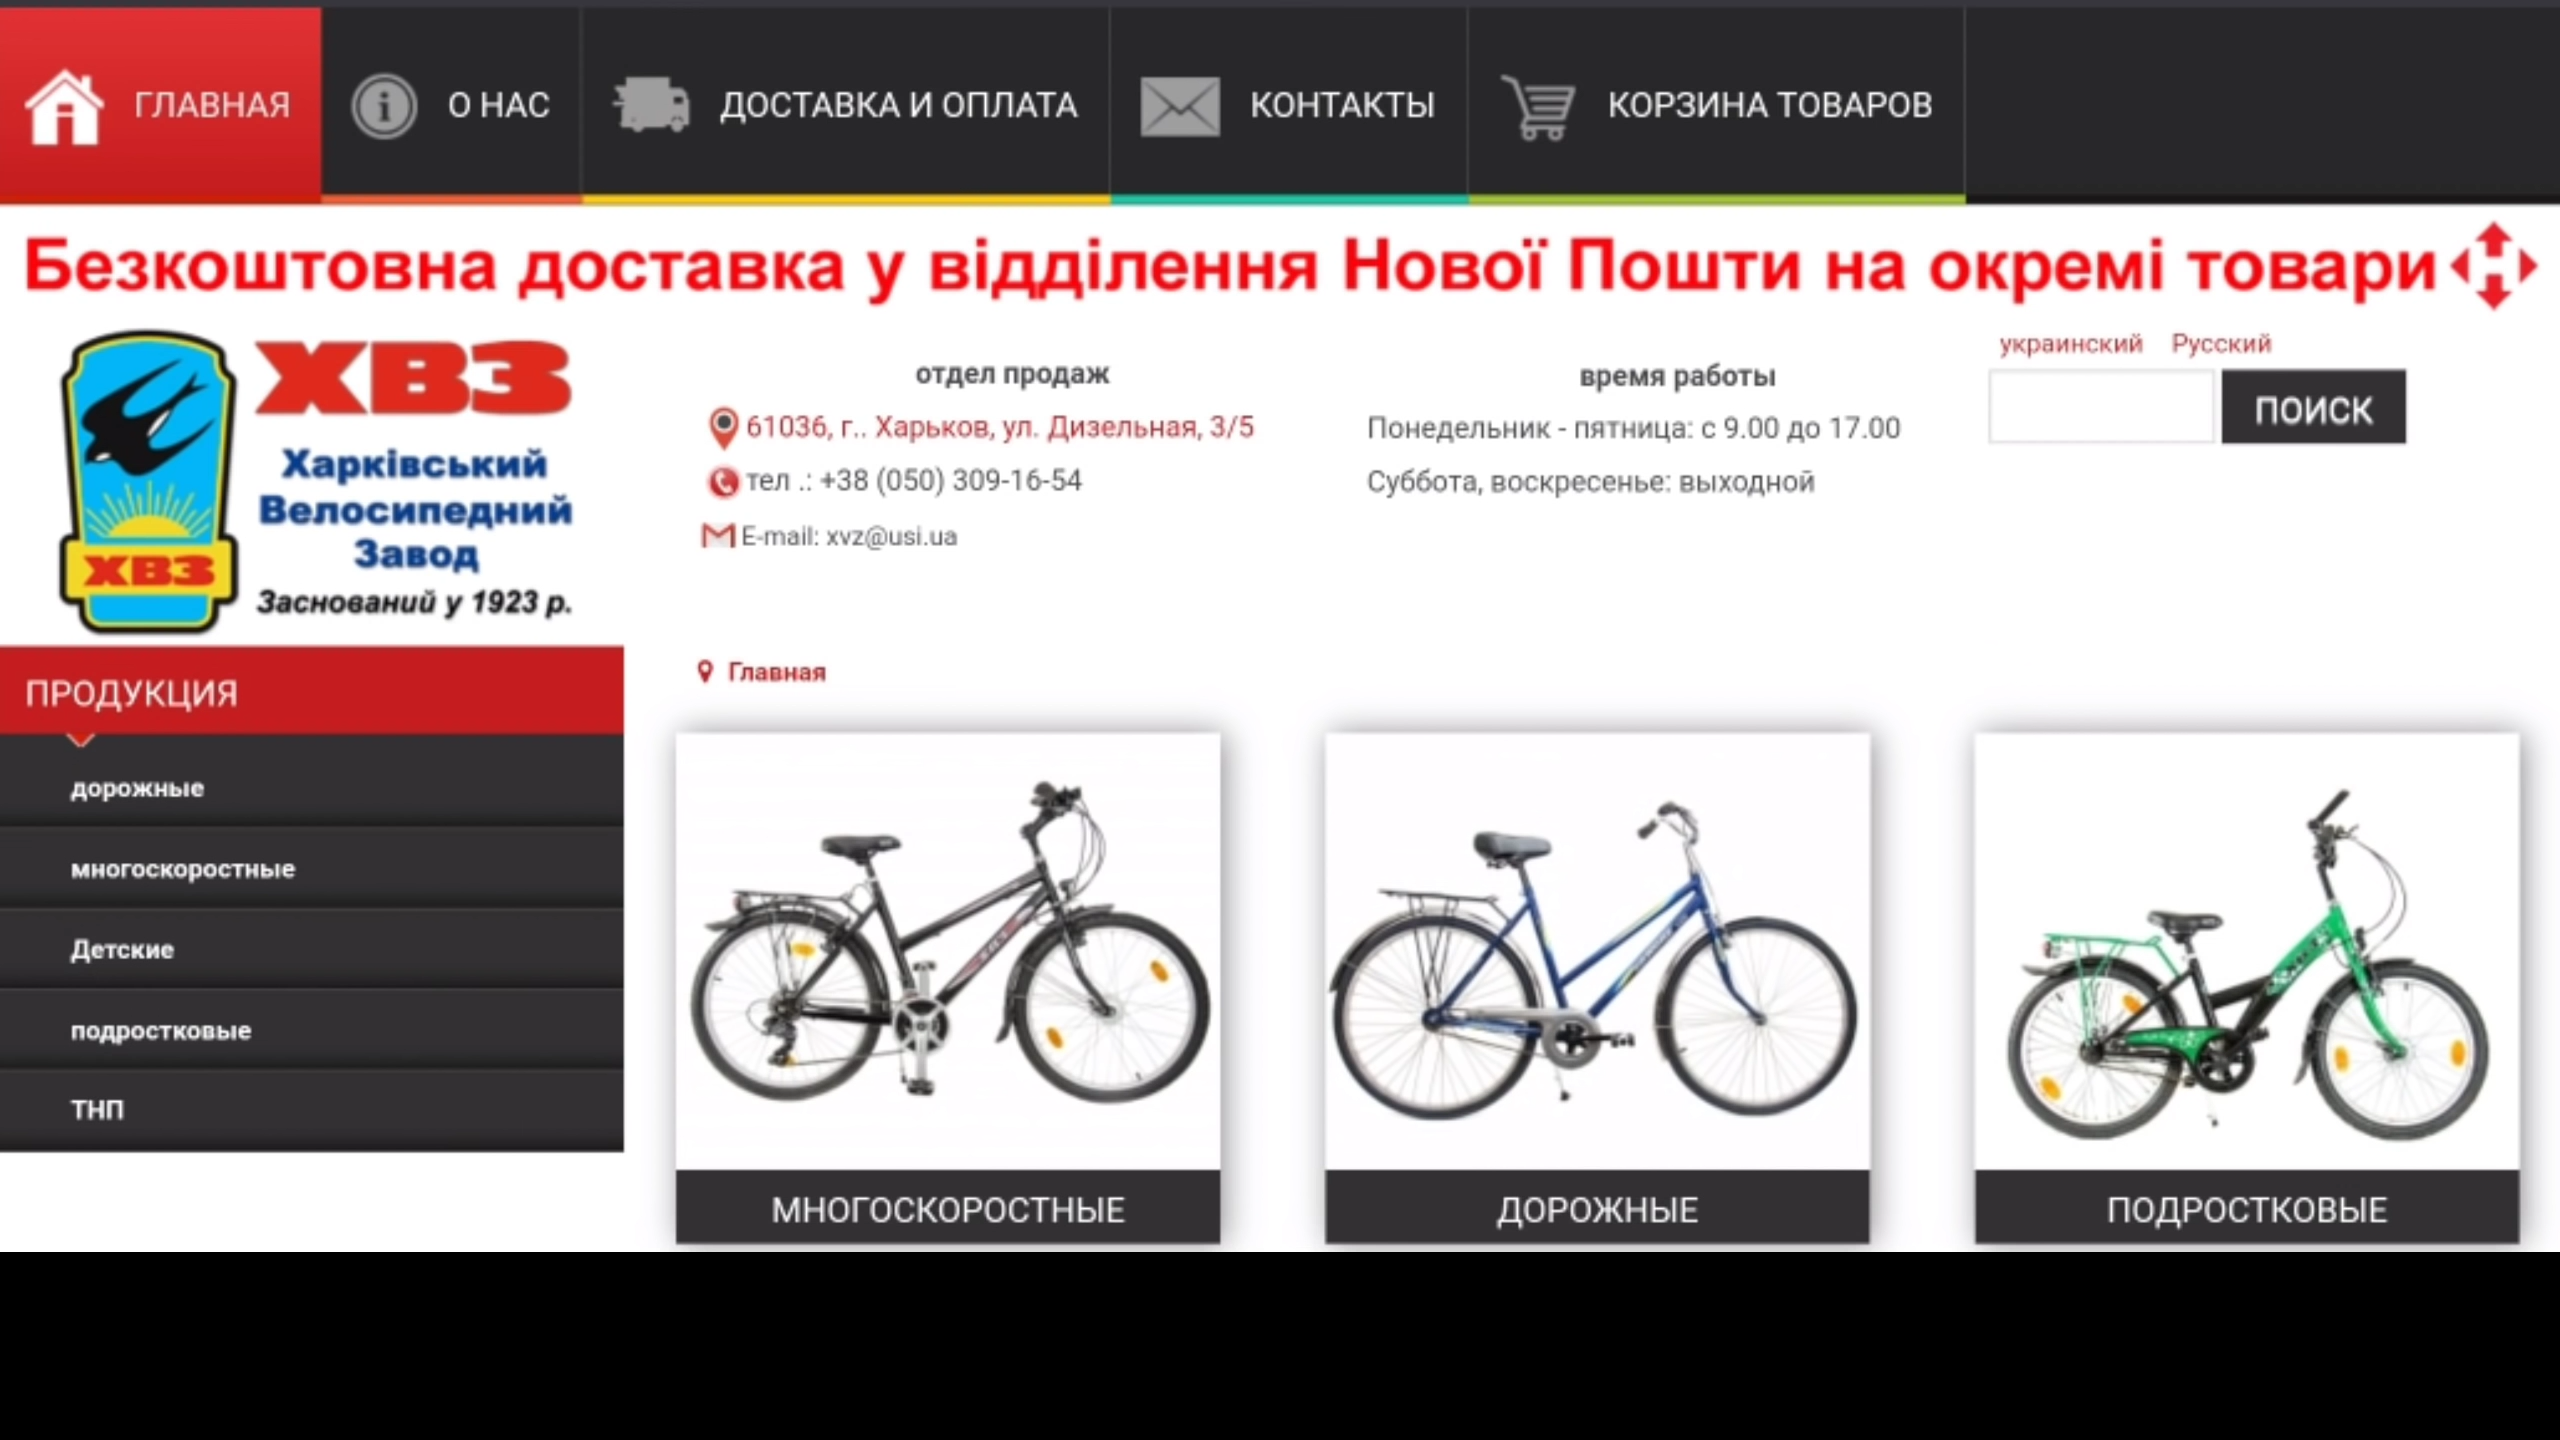 ГЛАВНАЯ
О НАС
ДОСТАВКА И ОПЛАТА
КОНТАКТЫ
КОРЗИНА ТОВАРОВ
Безкоштовна доставка у відділення Нової Пошти на окремі товари
ХВЗ
Харківський
Велосипедний
Завод
Заснований у 1923 р.
ХВЗ
отдел продаж
61036, г.. Харьков, ул. Дизельная, 3/5
тел .: +38 (050) 309-16-54
E-mail: xvz@usi.ua
время работы
Понедельник - пятница: с 9.00 до 17.00
Суббота, воскресенье: выходной
украинский Русский
ПОИСК
ПРОДУКЦИЯ
дорожные
многоскоростные
Детские
подростковые
ТНП
Главная
МНОГОСКОРОСТНЫЕ
ДОРОЖНЫЕ
ПОДРОСТКОВЫЕ